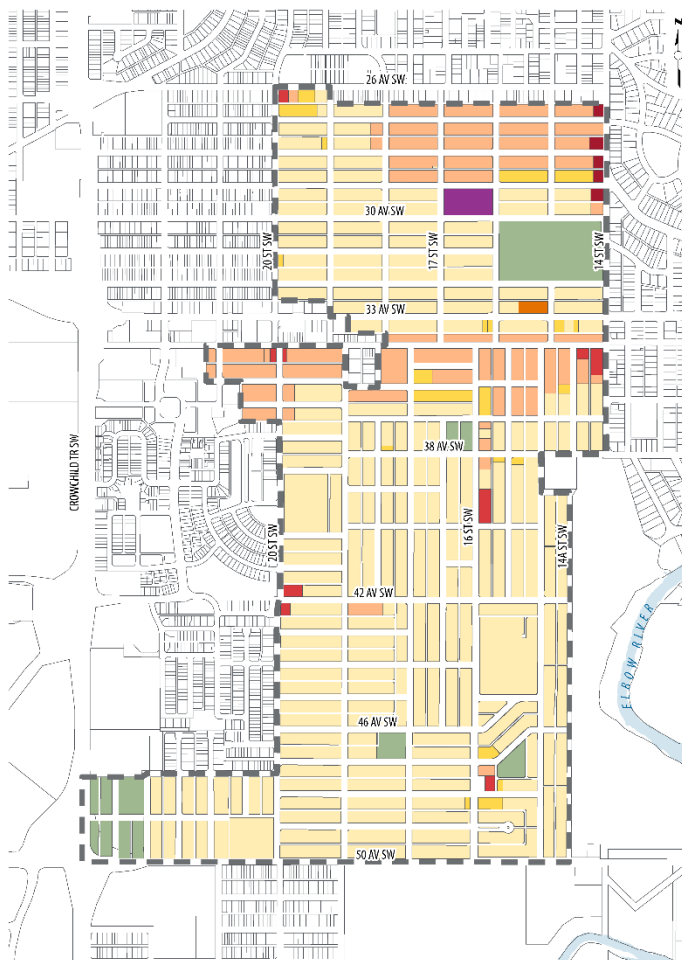 26 AV SW
30 AV SW
20 ST SW
17 ST SW
14 ST SW
33 AV SW
38 AV SW
CROWCHILD TR SW
20 ST SW
16 ST SW
14A ST SW
42 AV SW
ELBOW RIVER
46 AV SW
50 AV SW